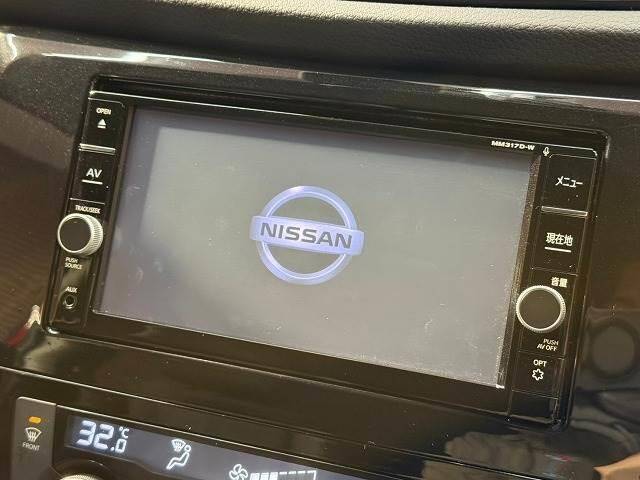 OPEN
MM317D-W
AV
メニュー
TRACK/SEEK
NISSAN
現在地
PUSH
SOURCE
音量
AUX
PUSH
AV OFF
OPT
FRONT
32.0
°C